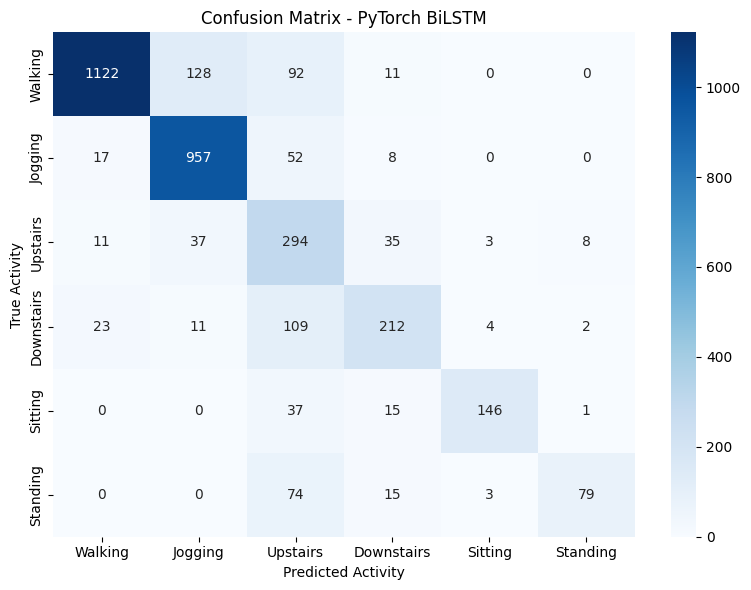 Confusion Matrix - PyTorch BiLSTM
True Activity
Walking 1122 128 92 11 0 0
Jogging 17 957 52 8 0 0
Upstairs 11 37 294 35 3 8
Downstairs 23 11 109 212 4 2
Sitting 0 0 37 15 146 1
Standing 0 0 74 15 3 79
Walking Jogging Upstairs Downstairs Sitting Standing
Predicted Activity
1000
800
600
400
200
0